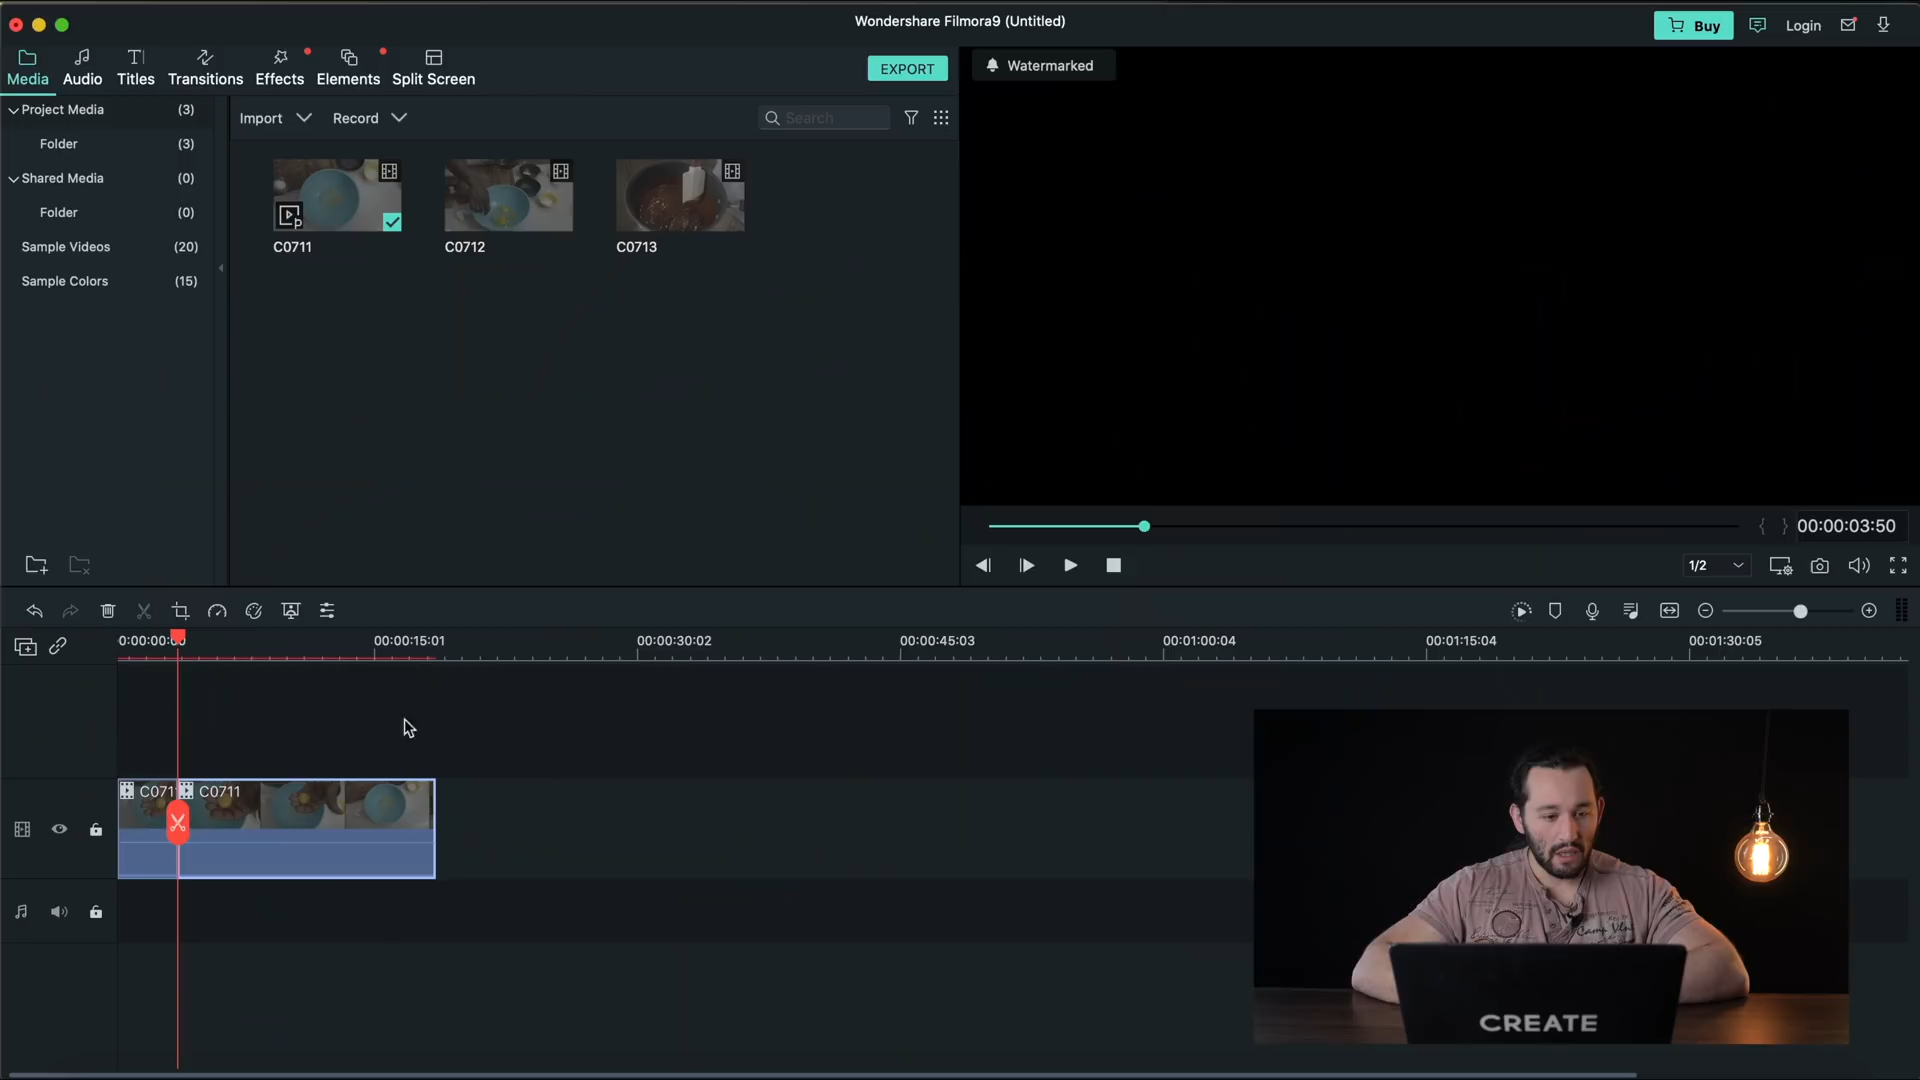 Wondershare Filmora9 (Untitled)
Buy
Login
Media
Audio
Titles
Transitions
Effects
Elements
Split Screen
EXPORT
Watermarked
Project Media (3)
Folder (3)
Shared Media (0)
Folder (0)
Sample Videos (20)
Sample Colors (15)
Import
Record
Search
C0711
C0712
C0713
{ } 00:00:03:50
1/2
00:00:15:01
00:00:30:02
00:00:45:03
00:01:00:04
00:01:15:04
00:01:30:05
C0711
CREATE